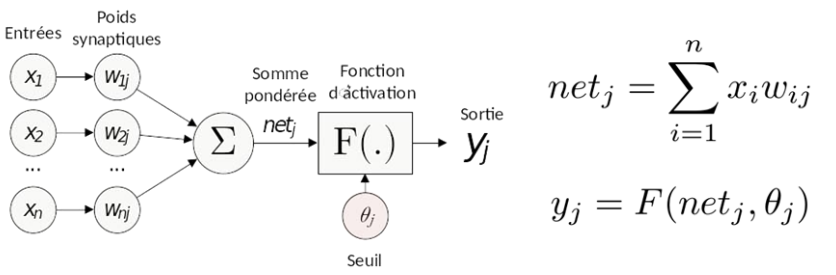 Entrées
Poids
synaptiques
x1 w1j
x2 w2j
... ...
xn wnj
Σ
Somme
pondérée
netj
Fonction
d'activation
F(.)
θj
Seuil
Sortie
yj
netj = ∑ i=1 n xi wij
yj = F(netj, θj)